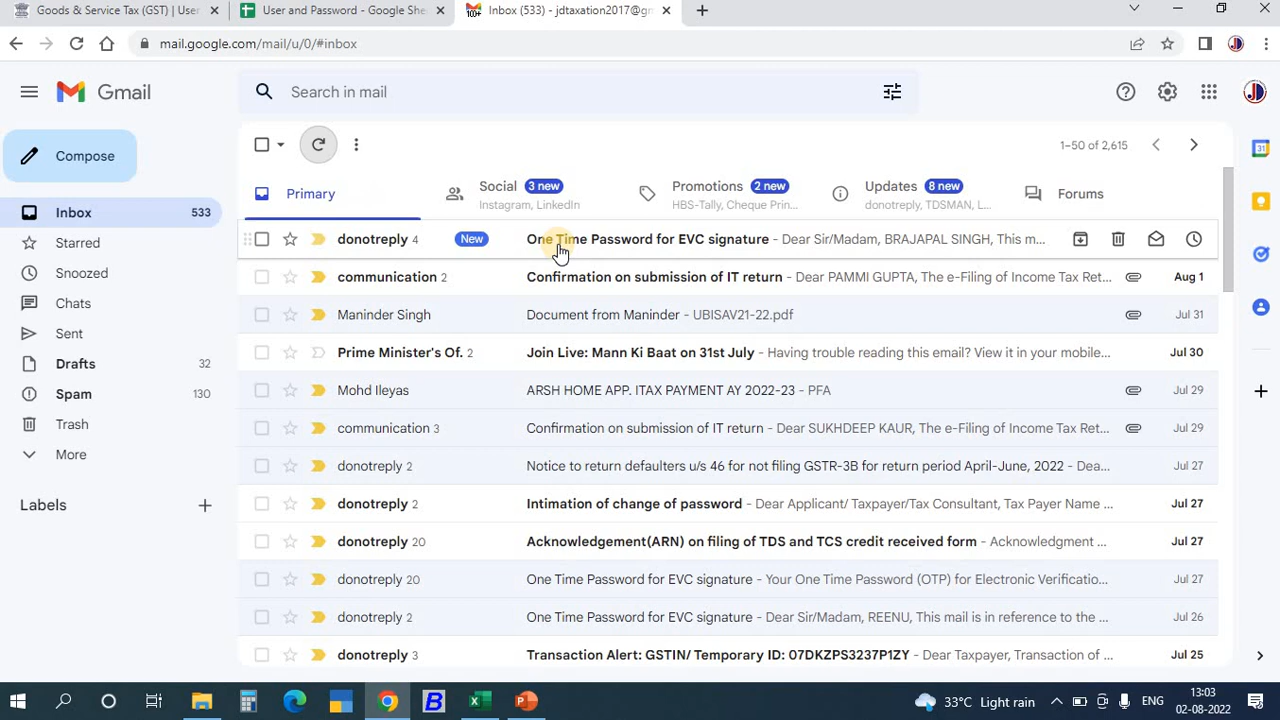 Goods & Service Tax (GST) | User
User and Password - Google She
100+
Inbox (533) - jdtaxation2017@gm
mail.google.com/mail/u/0/#inbox
Gmail
Search in mail
Compose
1–50 of 2,615
Primary
Social 3 new
Instagram, LinkedIn
Promotions 2 new
HBS-Tally, Cheque Prin...
Updates 8 new
donotreply, TDSMAN, L...
Forums
Inbox 533
Starred
Snoozed
Chats
Sent
Drafts 32
Spam 130
Trash
More
Labels
donotreply 4 New One Time Password for EVC signature - Dear Sir/Madam, BRAJAPAL SINGH, This m...
communication 2 Confirmation on submission of IT return - Dear PAMMI GUPTA, The e-Filing of Income Tax Ret... Aug 1
Maninder Singh Document from Maninder - UBISAV21-22.pdf Jul 31
Prime Minister's Of. 2 Join Live: Mann Ki Baat on 31st July - Having trouble reading this email? View it in your mobile... Jul 30
Mohd Ileyas ARSH HOME APP. ITAX PAYMENT AY 2022-23 - PFA Jul 29
communication 3 Confirmation on submission of IT return - Dear SUKHDEEP KAUR, The e-Filing of Income Tax Ret... Jul 29
donotreply 2 Notice to return defaulters u/s 46 for not filing GSTR-3B for return period April-June, 2022 - Dea... Jul 27
donotreply 2 Intimation of change of password - Dear Applicant/ Taxpayer/Tax Consultant, Tax Payer Name ... Jul 27
donotreply 20 Acknowledgement(ARN) on filing of TDS and TCS credit received form - Acknowledgment ... Jul 27
donotreply 20 One Time Password for EVC signature - Your One Time Password (OTP) for Electronic Verificatio... Jul 27
donotreply 2 One Time Password for EVC signature - Dear Sir/Madam, REENU, This mail is in reference to the ... Jul 26
donotreply 3 Transaction Alert: GSTIN/ Temporary ID: 07DKZPS3237P1ZY - Dear Taxpayer, Transaction of ... Jul 25
33°C Light rain
ENG
13:03
02-08-2022